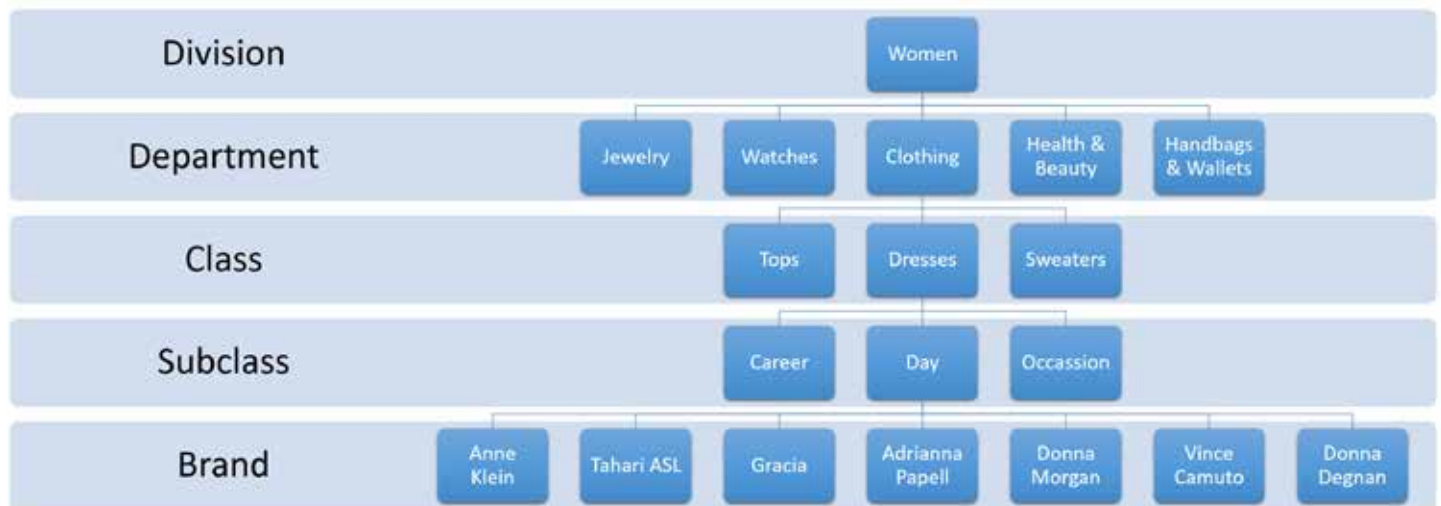 Division
Women
Department
Jewelry
Watches
Clothing
Health &
Beauty
Handbags
& Wallets
Class
Tops
Dresses
Sweaters
Subclass
Career
Day
Occassion
Brand
Anne
Klein
Tahari ASL
Gracia
Adrianna
Papell
Donna
Morgan
Vince
Camuto
Donna
Degnan